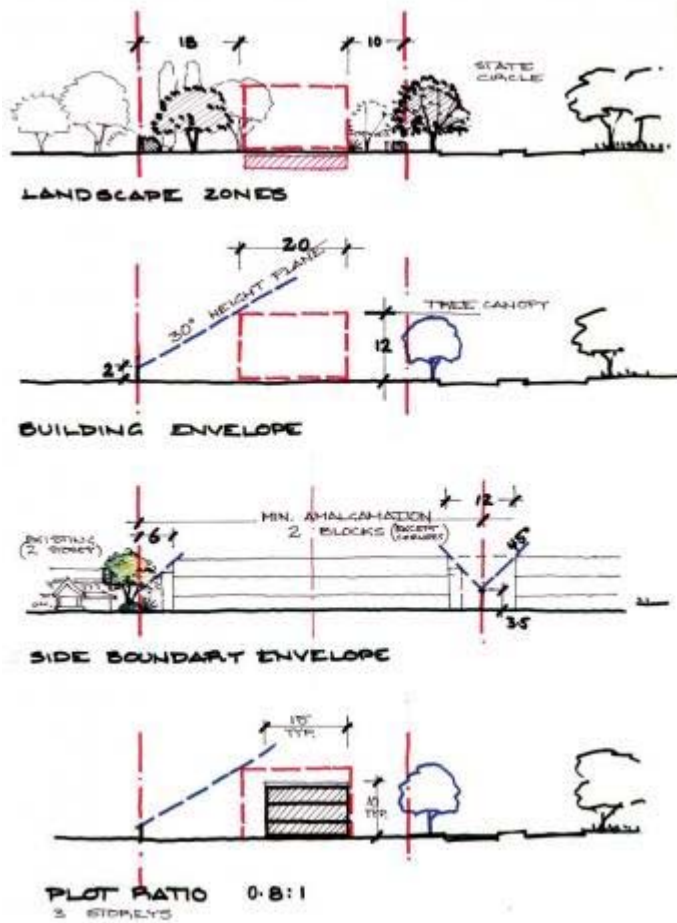 18
10
STATE
CIRCLE
LANDSCAPE ZONES
20
30° HEIGHT PLANE
TREE CANOPY
12
2
BUILDING ENVELOPE
12
MIN. AMALGAMATION
2 BLOCKS (EXCEPT
CORNERS)
EXISTING
(2 STOREY)
6
45
3.5
SIDE BOUNDARY ENVELOPE
15
TYP.
10
TYP.
PLOT RATIO 0.8:1
3 STOREYS